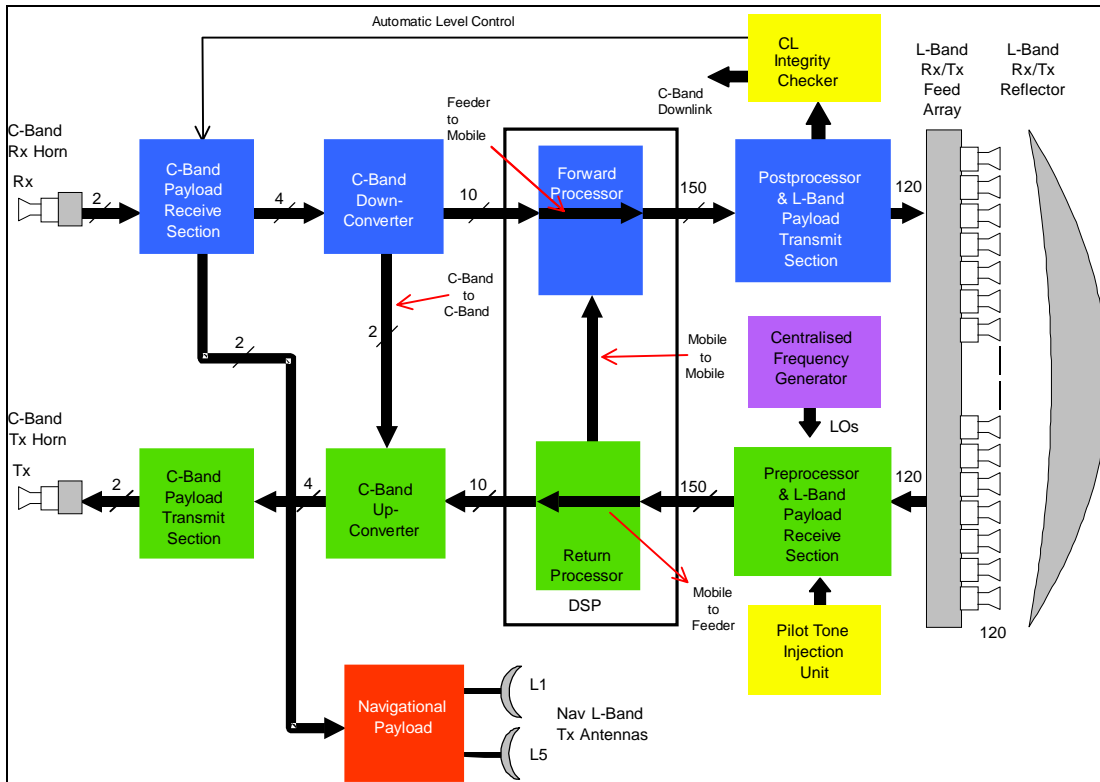 Automatic Level Control
CL
Integrity
Checker
L-Band
Rx/Tx
Feed
Array
L-Band
Rx/Tx
Reflector
C-Band
Downlink
Feeder
to
Mobile
C-Band
Rx Horn
Rx
2
C-Band
Payload
Receive
Section
4
C-Band
Down-
Converter
10
Forward
Processor
150
Postprocessor
& L-Band
Payload
Transmit
Section
120
C-Band
to
C-Band
2
2
Mobile
to
Mobile
Centralised
Frequency
Generator
LOs
C-Band
Tx Horn
Tx
2
C-Band
Payload
Transmit
Section
4
C-Band
Up-
Converter
10
Return
Processor
DSP
150
Preprocessor
& L-Band
Payload
Receive
Section
120
Mobile
to
Feeder
120
Pilot Tone
Injection
Unit
Navigational
Payload
L1
Nav L-Band
Tx Antennas
L5